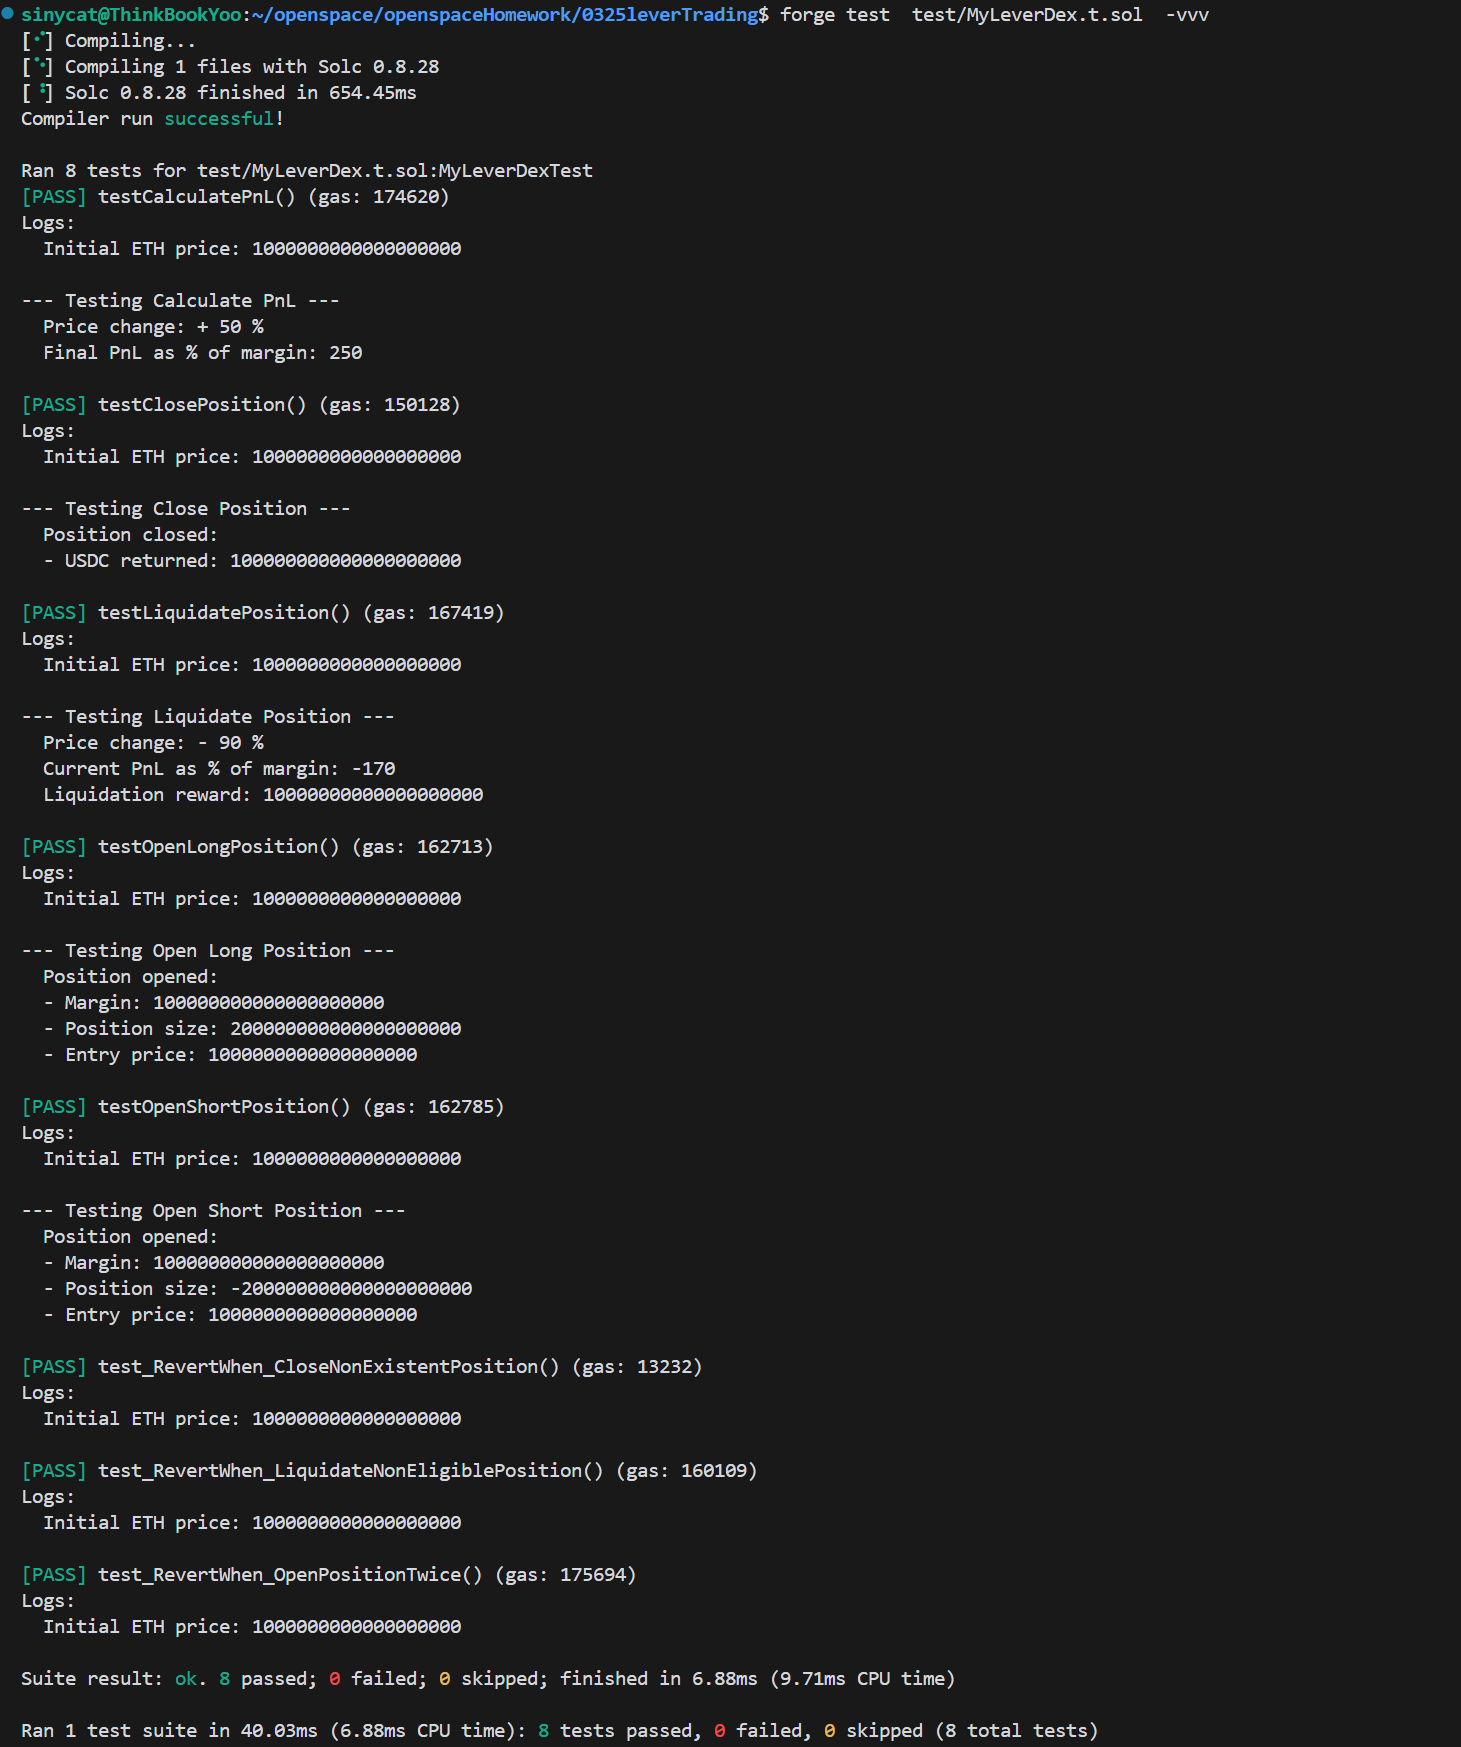 sinycat@ThinkBookYoo:~/openspace/openspaceHomework/0325leverTrading$ forge test  test/MyLeverDex.t.sol  -vvv
[⠊] Compiling...
[⠑] Compiling 1 files with Solc 0.8.28
[⠘] Solc 0.8.28 finished in 654.45ms
Compiler run successful!
Ran 8 tests for test/MyLeverDex.t.sol:MyLeverDexTest
[PASS] testCalculatePnL() (gas: 174620)
Logs:
  Initial ETH price: 1000000000000000000
--- Testing Calculate PnL ---
  Price change: + 50 %
  Final PnL as % of margin: 250
[PASS] testClosePosition() (gas: 150128)
Logs:
  Initial ETH price: 1000000000000000000
--- Testing Close Position ---
  Position closed:
  - USDC returned: 100000000000000000000
[PASS] testLiquidatePosition() (gas: 167419)
Logs:
  Initial ETH price: 1000000000000000000
--- Testing Liquidate Position ---
  Price change: - 90 %
  Current PnL as % of margin: -170
  Liquidation reward: 10000000000000000000
[PASS] testOpenLongPosition() (gas: 162713)
Logs:
  Initial ETH price: 1000000000000000000
--- Testing Open Long Position ---
  Position opened:
  - Margin: 100000000000000000000
  - Position size: 200000000000000000000
  - Entry price: 1000000000000000000
[PASS] testOpenShortPosition() (gas: 162785)
Logs:
  Initial ETH price: 1000000000000000000
--- Testing Open Short Position ---
  Position opened:
  - Margin: 100000000000000000000
  - Position size: -200000000000000000000
  - Entry price: 1000000000000000000
[PASS] test_RevertWhen_CloseNonExistentPosition() (gas: 13232)
Logs:
  Initial ETH price: 1000000000000000000
[PASS] test_RevertWhen_LiquidateNonEligiblePosition() (gas: 160109)
Logs:
  Initial ETH price: 1000000000000000000
[PASS] test_RevertWhen_OpenPositionTwice() (gas: 175694)
Logs:
  Initial ETH price: 1000000000000000000
Suite result: ok. 8 passed; 0 failed; 0 skipped; finished in 6.88ms (9.71ms CPU time)
Ran 1 test suite in 40.03ms (6.88ms CPU time): 8 tests passed, 0 failed, 0 skipped (8 total tests)